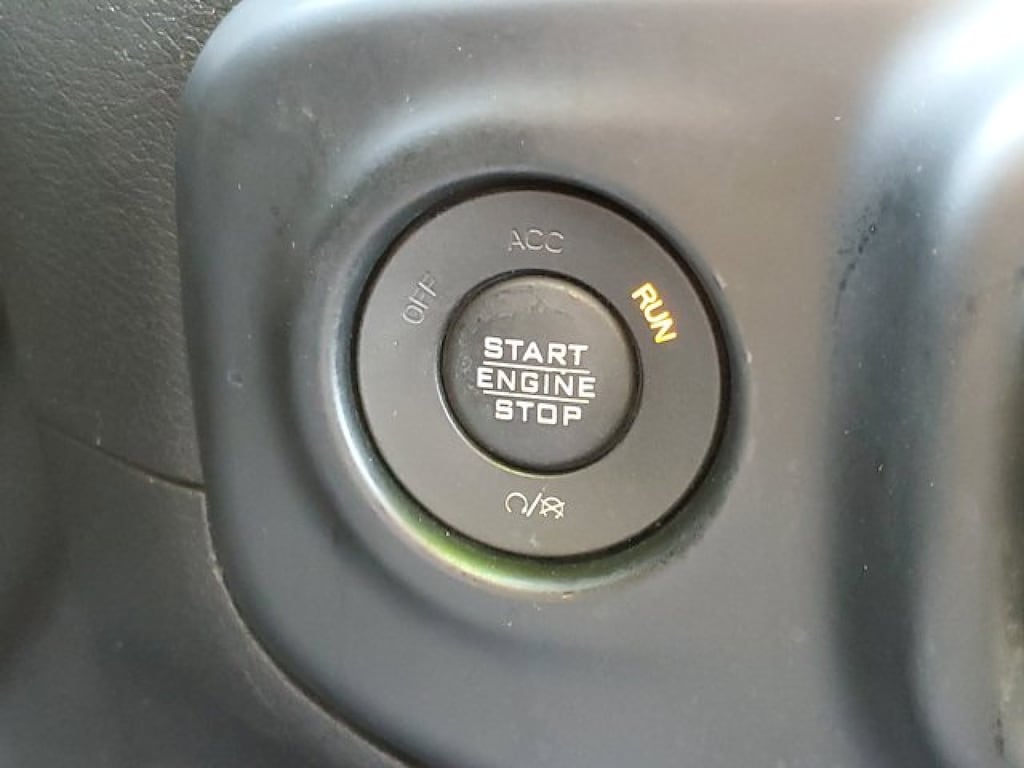 ACC
OFF
RUN
START
ENGINE
STOP